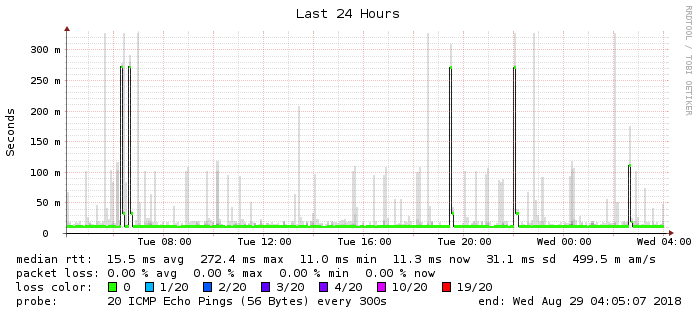 Last 24 Hours
RRDTOOL / TOBI OETIKER
Seconds
300 m
250 m
200 m
150 m
100 m
50 m
0
Tue 08:00 Tue 12:00 Tue 16:00 Tue 20:00 Wed 00:00 Wed 04:00
median rtt: 15.5 ms avg 272.4 ms max 11.0 ms min 11.3 ms now 31.1 ms sd 499.5 m am/s
packet loss: 0.00 % avg 0.00 % max 0.00 % min 0.00 % now
loss color: 0 1/20 2/20 3/20 4/20 10/20 19/20
probe: 20 ICMP Echo Pings (56 Bytes) every 300s end: Wed Aug 29 04:05:07 2018